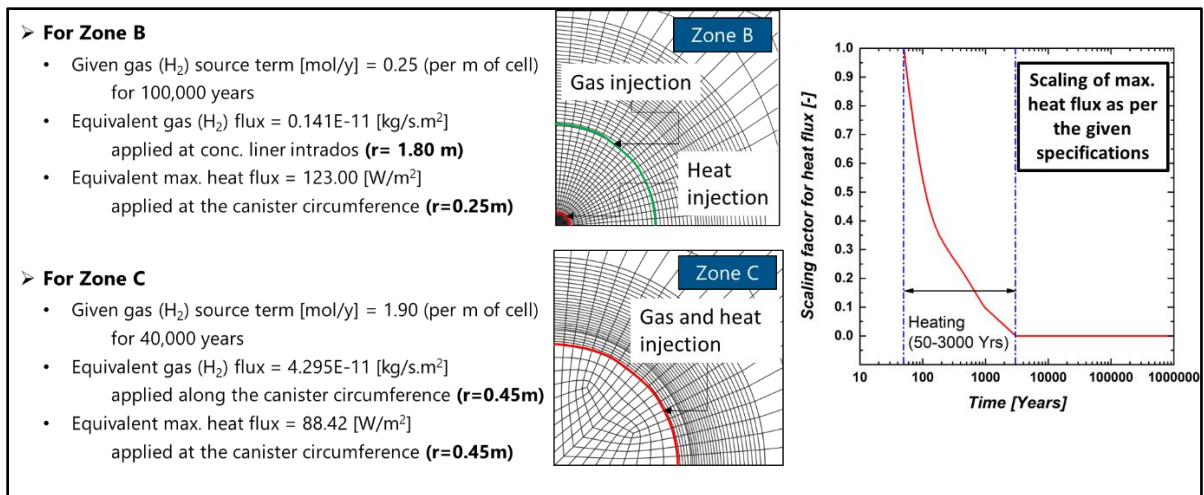 ➢ For Zone B
• Given gas (H₂) source term [mol/y] = 0.25 (per m of cell)
for 100,000 years
• Equivalent gas (H₂) flux = 0.141E-11 [kg/s.m²]
applied at conc. liner intrados (r= 1.80 m)
• Equivalent max. heat flux = 123.00 [W/m²]
applied at the canister circumference (r=0.25m)
➢ For Zone C
• Given gas (H₂) source term [mol/y] = 1.90 (per m of cell)
for 40,000 years
• Equivalent gas (H₂) flux = 4.295E-11 [kg/s.m²]
applied along the canister circumference (r=0.45m)
• Equivalent max. heat flux = 88.42 [W/m²]
applied at the canister circumference (r=0.45m)
Zone B
Gas injection
Heat
injection
Zone C
Gas and heat
injection
Scaling factor for heat flux [-]
1.0
0.9
0.8
0.7
0.6
0.5
0.4
0.3
0.2
0.1
0.0
Scaling of max.
heat flux as per
the given
specifications
Heating
(50-3000 Yrs)
10 100 1000 10000 100000 1000000
Time [Years]